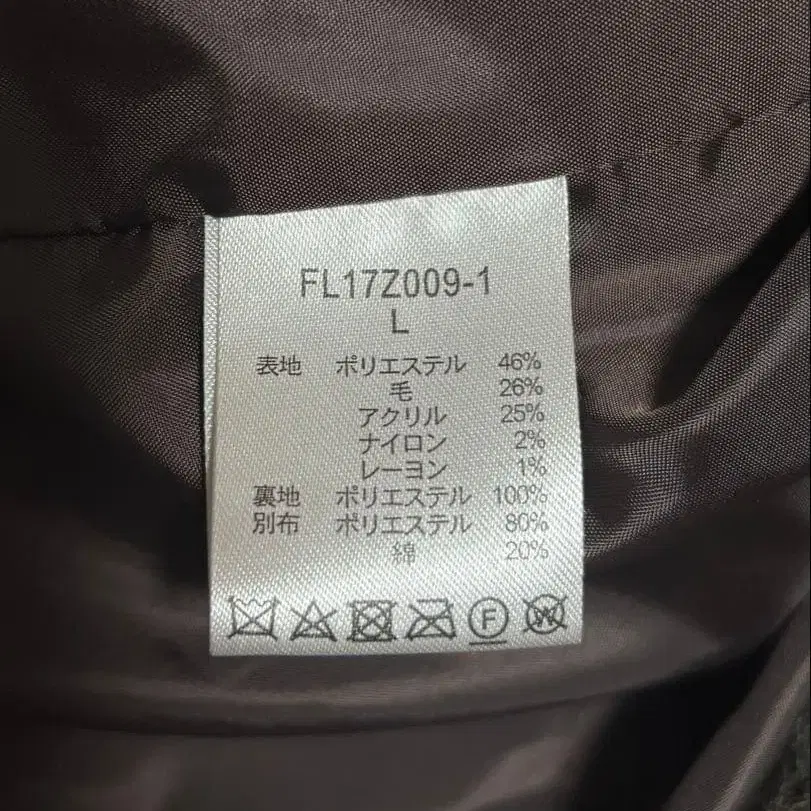 FL17Z009-1
L
表地 ポリエステル 46%
毛 26%
アクリル 25%
ナイロン 2%
レーヨン 1%
裏地 ポリエステル 100%
別布 ポリエステル 80%
綿 20%
F W